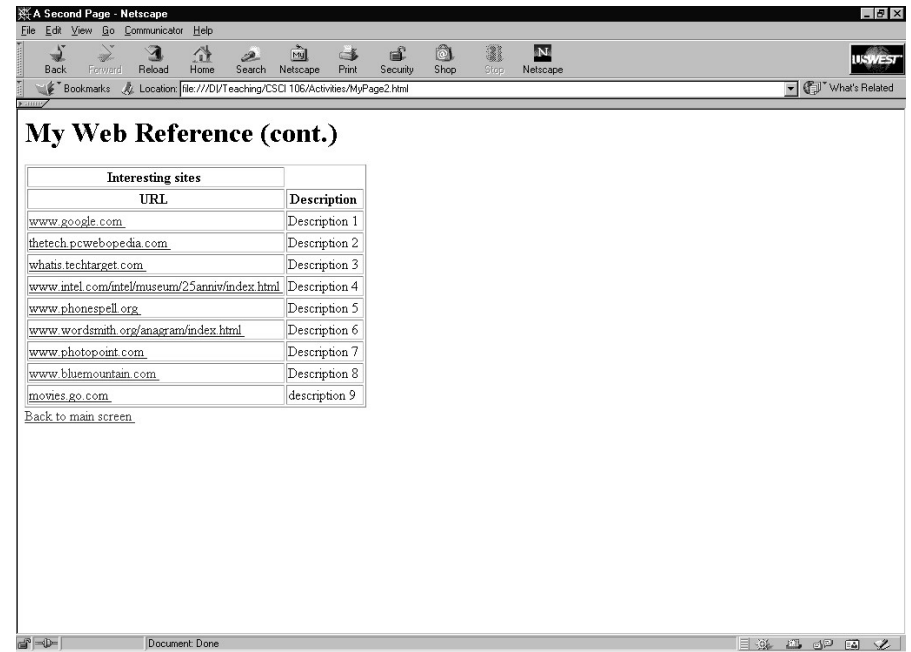 A Second Page - Netscape
File Edit View Go Communicator Help
Back Forward Reload Home Search Netscape Print Security Shop Stop Netscape
Bookmarks Location: file:///D|/Teaching/CSCI 106/Activities/MyPage2.html What's Related
My Web Reference (cont.)
Interesting sites
URL Description
www.google.com Description 1
thetech.pcwebopedia.com Description 2
whatis.techtarget.com Description 3
www.intel.com/intel/museum/25anniv/index.html Description 4
www.phonespell.org Description 5
www.wordsmith.org/anagram/index.html Description 6
www.photopoint.com Description 7
www.bluemountain.com Description 8
movies.go.com description 9
Back to main screen
Document: Done